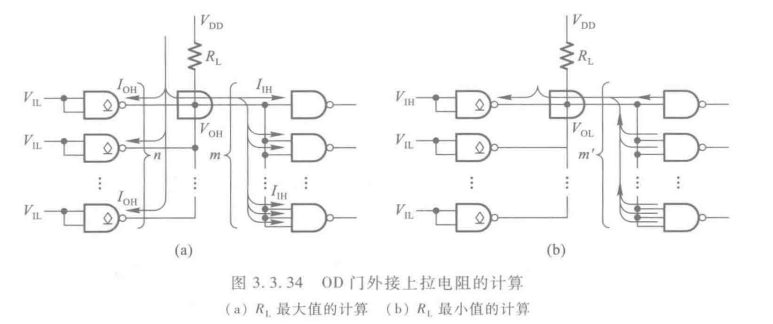 V_DD
R_L
I_OH
I_IH
V_IL
V_OH
V_IL
n
m
I_OH
I_IH
V_IL
(a)
V_DD
R_L
V_IH
V_OL
V_IL
m'
V_IL
(b)
图 3.3.34 OD 门外接上拉电阻的计算
(a) R_L 最大值的计算 (b) R_L 最小值的计算